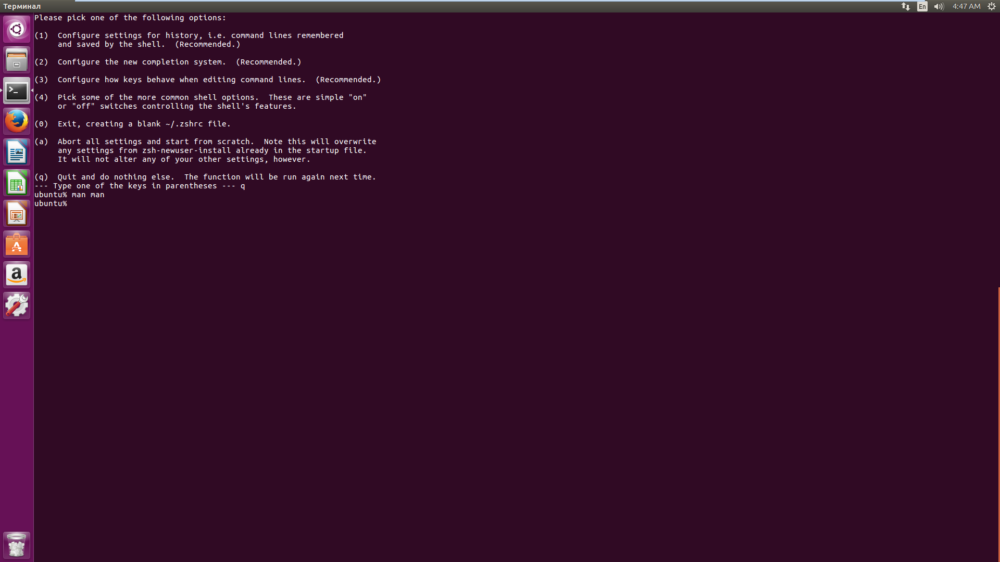 Терминал
En
4:47 AM
Please pick one of the following options:
(1)  Configure settings for history, i.e. command lines remembered
     and saved by the shell.  (Recommended.)
(2)  Configure the new completion system.  (Recommended.)
(3)  Configure how keys behave when editing command lines.  (Recommended.)
(4)  Pick some of the more common shell options.  These are simple "on"
     or "off" switches controlling the shell's features.
(0)  Exit, creating a blank ~/.zshrc file.
(a)  Abort all settings and start from scratch.  Note this will overwrite
     any settings from zsh-newuser-install already in the startup file.
     It will not alter any of your other settings, however.
(q)  Quit and do nothing else.  The function will be run again next time.
--- Type one of the keys in parentheses --- q
ubuntu% man man
ubuntu%